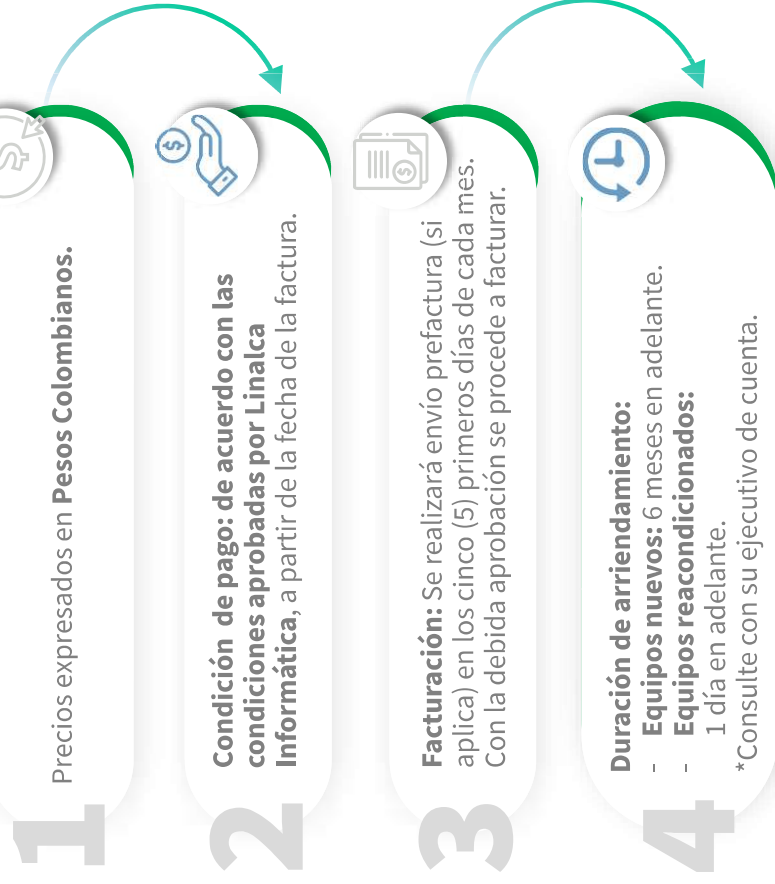 1
Precios expresados en Pesos Colombianos.
2
Condición de pago: de acuerdo con las
condiciones aprobadas por Linalca
Informática, a partir de la fecha de la factura.
3
Facturación: Se realizará envío prefactura (si
aplica) en los cinco (5) primeros días de cada mes.
Con la debida aprobación se procede a facturar.
4
Duración de arriendamiento:
- Equipos nuevos: 6 meses en adelante.
- Equipos reacondicionados:
1 día en adelante.
*Consulte con su ejecutivo de cuenta.